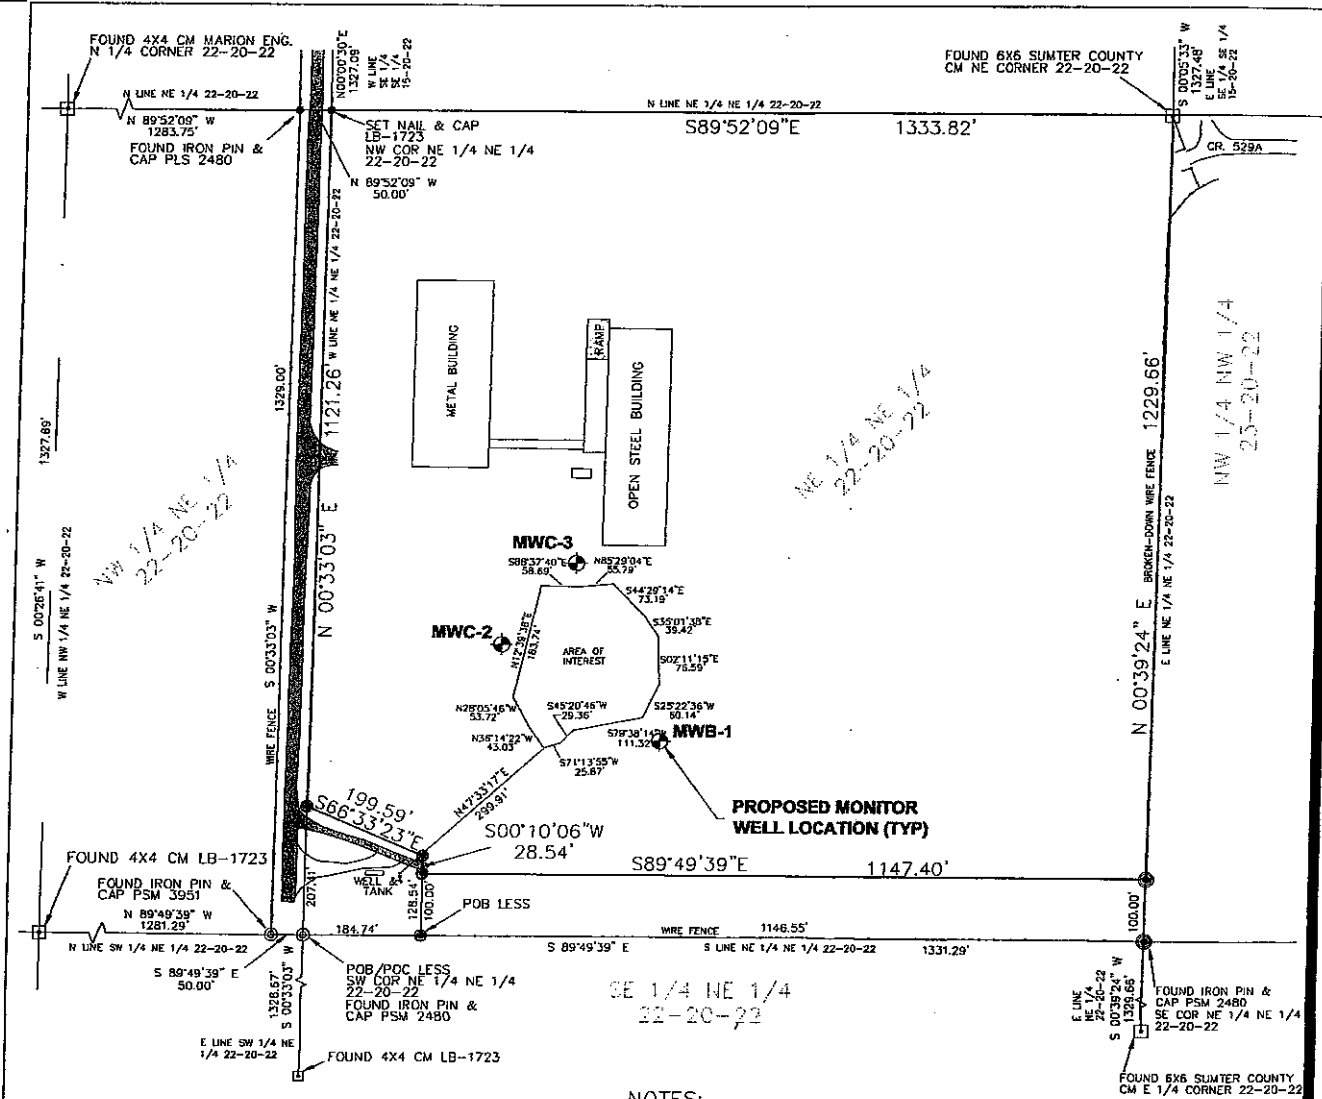 FOUND 4X4 CM MARION ENG.
N 1/4 CORNER 22-20-22
N LINE NE 1/4 22-20-22
N 89°52'09" W
1283.75'
FOUND IRON PIN &
CAP PLS 2480
N00°00'30"E
1327.09'
W LINE
SE 1/4
SE 1/4
15-20-22
SET NAIL & CAP
LB-1723
NW COR NE 1/4 NE 1/4
22-20-22
N 89°52'09" W
50.00'
N LINE NE 1/4 NE 1/4 22-20-22
S89°52'09"E 1333.82'
FOUND 6X6 SUMTER COUNTY
CM NE CORNER 22-20-22
S 00°05'33" W
1327.48'
E LINE
SE 1/4 SE 1/4
15-20-22
CR. 529A
1327.89'
S 00°26'41" W
W LINE NW 1/4 NE 1/4 22-20-22
NW 1/4 NE 1/4
22-20-22
1329.00'
S 00°33'03" W
WIRE FENCE
W LINE NE 1/4 NE 1/4 22-20-22
1121.26'
N 00°33'03" E
METAL BUILDING
RAMP
OPEN STEEL BUILDING
NE 1/4 NE 1/4
22-20-22
1229.66'
BROKEN-DOWN WIRE FENCE
N 00°39'24" E
E LINE NE 1/4 NE 1/4 22-20-22
NW 1/4 NW 1/4
23-20-22
MWC-3
S88°37'40"E
58.69'
N85°29'04"E
55.79'
S44°29'14"E
73.19'
S35°01'38"E
39.42'
MWC-2
N12°39'38"E
183.74'
AREA OF
INTEREST
S02°11'15"E
76.59'
N28°05'46"W
53.72'
S45°20'46"W
29.36'
S25°22'36"W
60.14'
N36°14'22"W
43.03'
S79°38'14"W
111.32'
MWB-1
S71°13'55"W
25.87'
N47°33'17"E
299.91'
PROPOSED MONITOR
WELL LOCATION (TYP)
199.59'
S66°33'23"E
S00°10'06"W
28.54'
S89°49'39"E 1147.40'
FOUND 4X4 CM LB-1723
FOUND IRON PIN &
CAP PSM 3951
WELL &
TANK
207.41'
128.54'
100.00'
POB LESS
100.00'
N 89°49'39" W
1281.29'
N LINE SW 1/4 NE 1/4 22-20-22
184.74'
WIRE FENCE 1146.55'
S 89°49'39" E S LINE NE 1/4 NE 1/4 22-20-22 1331.29'
S 89°49'39" E
50.00'
POB/POC LESS
SW COR NE 1/4 NE 1/4
22-20-22
FOUND IRON PIN &
CAP PSM 2480
1328.67'
S 00°33'03" W
E LINE SW 1/4 NE
1/4 22-20-22
FOUND 4X4 CM LB-1723
SE 1/4 NE 1/4
22-20-22
E LINE
NE 1/4
22-20-22
S 00°39'24" W
1329.66'
FOUND IRON PIN &
CAP PSM 2480
SE COR NE 1/4 NE 1/4
22-20-22
FOUND 6X6 SUMTER COUNTY
CM E 1/4 CORNER 22-20-22
NOTES: